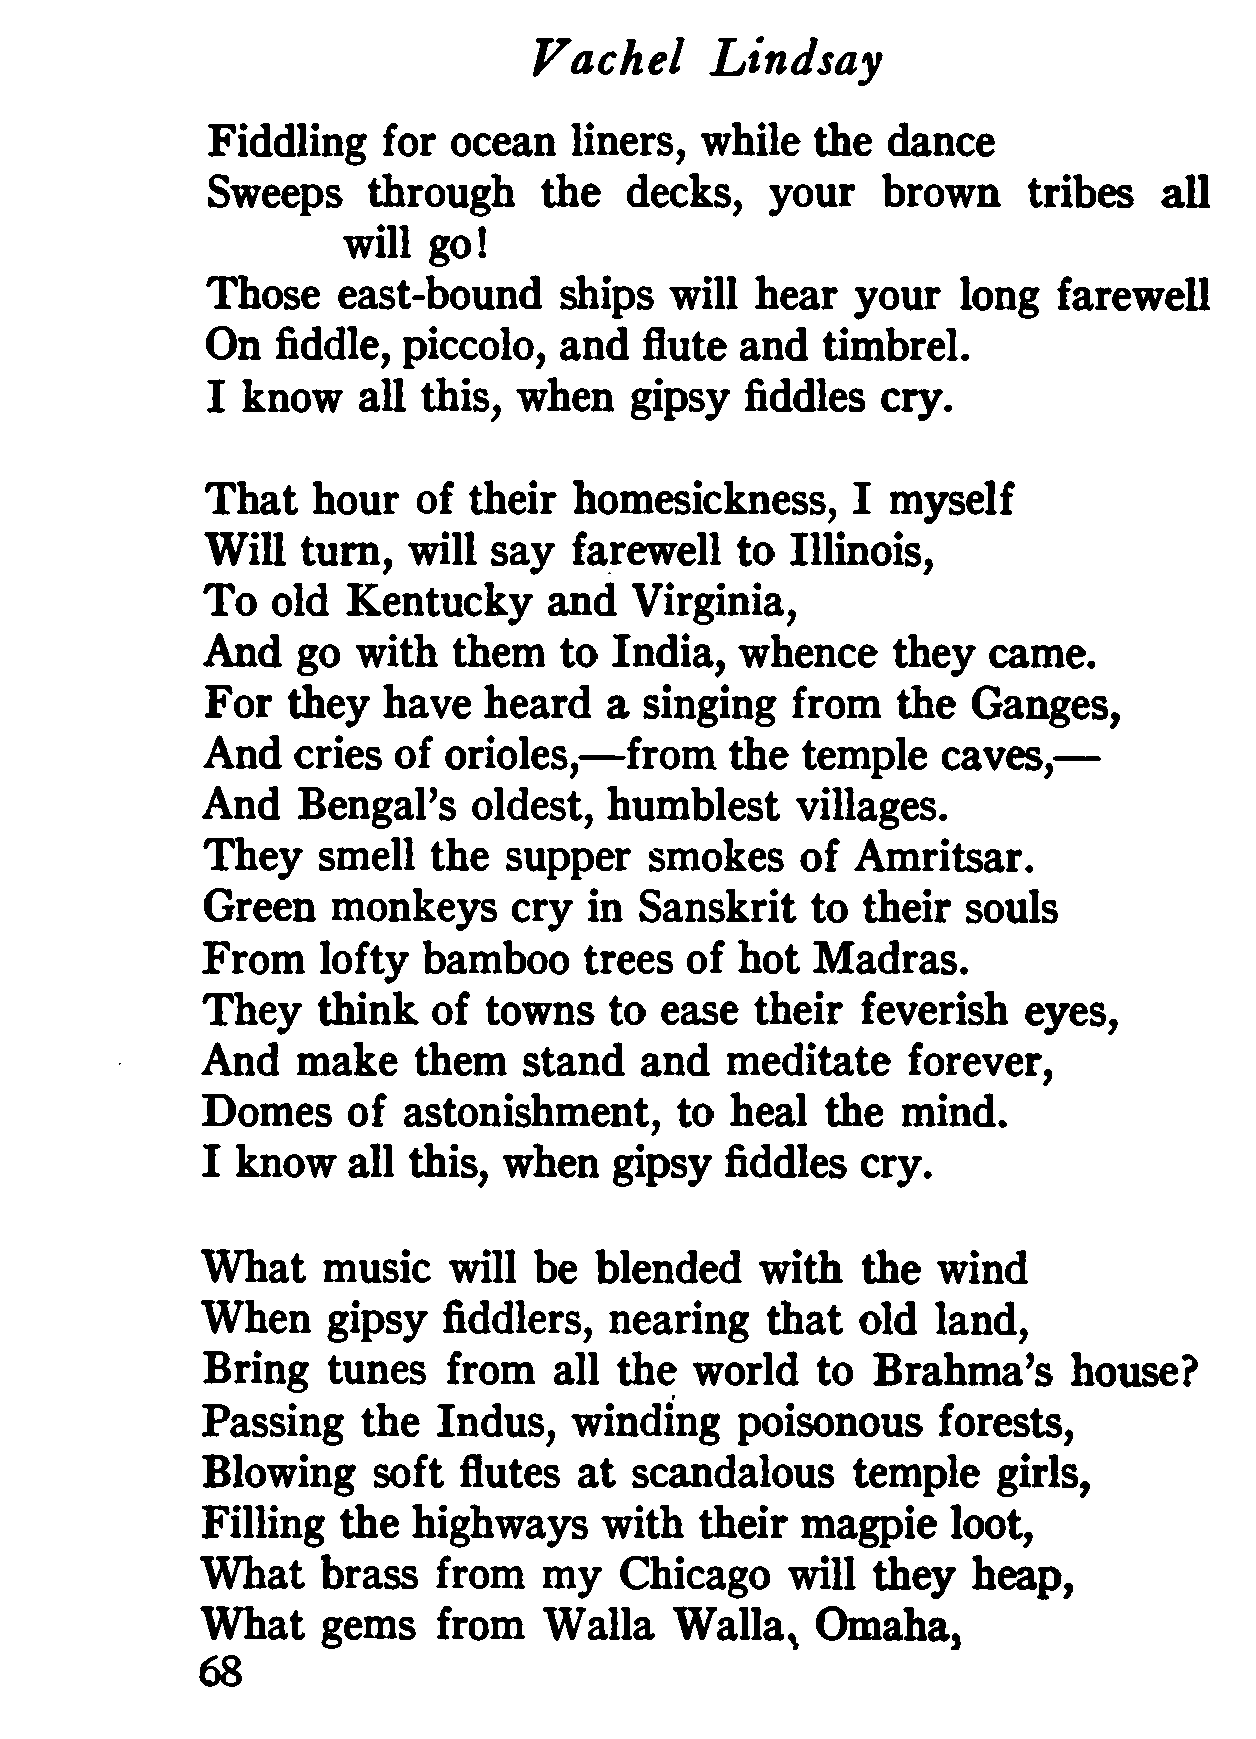 Vachel Lindsay
Fiddling for ocean liners, while the dance
Sweeps through the decks, your brown tribes all
will go!
Those east-bound ships will hear your long farewell
On fiddle, piccolo, and flute and timbrel.
I know all this, when gipsy fiddles cry.
That hour of their homesickness, I myself
Will turn, will say farewell to Illinois,
To old Kentucky and Virginia,
And go with them to India, whence they came.
For they have heard a singing from the Ganges,
And cries of orioles,—from the temple caves,—
And Bengal's oldest, humblest villages.
They smell the supper smokes of Amritsar.
Green monkeys cry in Sanskrit to their souls
From lofty bamboo trees of hot Madras.
They think of towns to ease their feverish eyes,
And make them stand and meditate forever,
Domes of astonishment, to heal the mind.
I know all this, when gipsy fiddles cry.
What music will be blended with the wind
When gipsy fiddlers, nearing that old land,
Bring tunes from all the world to Brahma's house?
Passing the Indus, winding poisonous forests,
Blowing soft flutes at scandalous temple girls,
Filling the highways with their magpie loot,
What brass from my Chicago will they heap,
What gems from Walla Walla, Omaha,
68